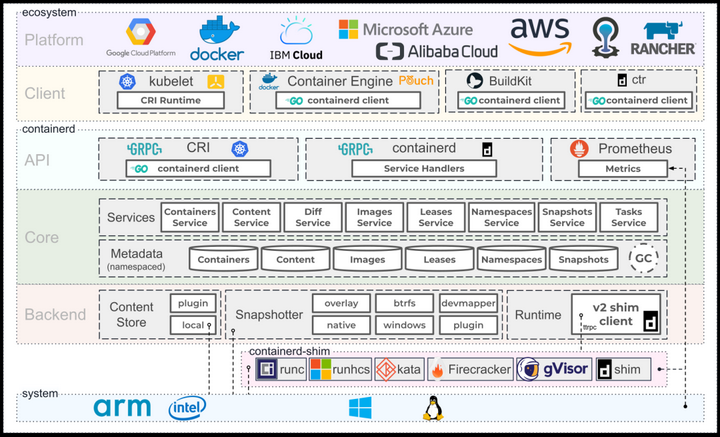 ecosystem
Platform
Google Cloud Platform
docker
IBM Cloud
Microsoft Azure
Alibaba Cloud
aws
RANCHER
Client
kubelet
CRI Runtime
docker
Container Engine
Pouch
GO containerd client
BuildKit
GO containerd client
ctr
GO containerd client
containerd
API
GRPC
CRI
GO containerd client
GRPC
containerd
Service Handlers
Prometheus
Metrics
Core
Services
Containers Service
Content Service
Diff Service
Images Service
Leases Service
Namespaces Service
Snapshots Service
Tasks Service
Metadata
(namespaced)
Containers
Content
Images
Leases
Namespaces
Snapshots
GC
Backend
Content Store
plugin
local
Snapshotter
overlay
btrfs
devmapper
native
windows
plugin
Runtime
v2 shim client
ttrpc
containerd-shim
runc
runhcs
kata
Firecracker
gVisor
shim
system
arm
intel